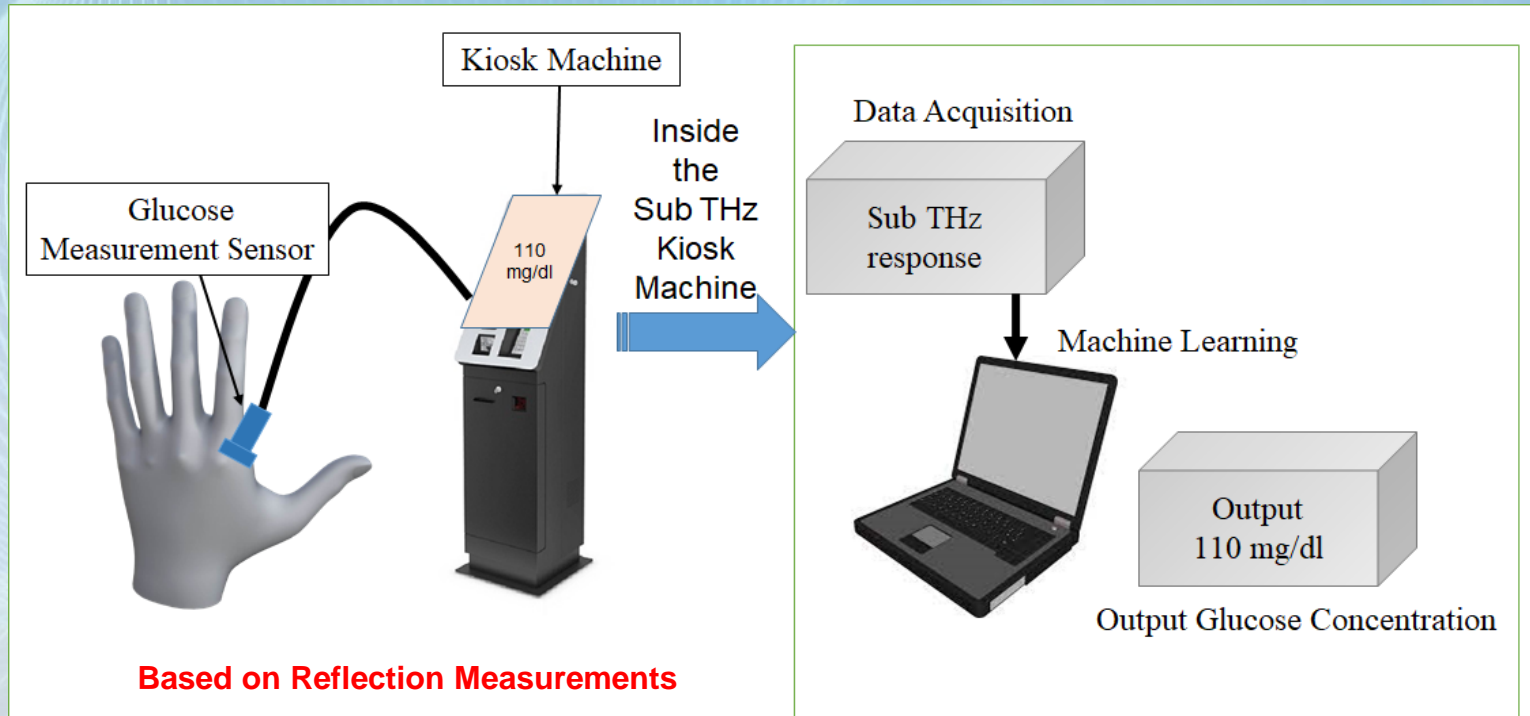 Kiosk Machine
Glucose
Measurement Sensor
110
mg/dl
Inside
the
Sub THz
Kiosk
Machine
Data Acquisition
Sub THz
response
Machine Learning
Output
110 mg/dl
Output Glucose Concentration
Based on Reflection Measurements